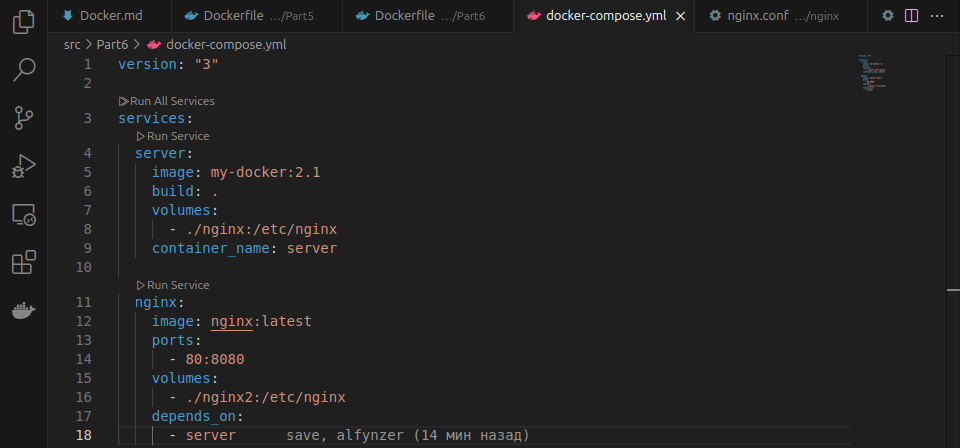 Docker.md Dockerfile .../Part5 Dockerfile .../Part6 docker-compose.yml nginx.conf .../nginx
src > Part6 > docker-compose.yml
1 version: "3"
2
Run All Services
3 services:
Run Service
4 server:
5 image: my-docker:2.1
6 build: .
7 volumes:
8 - ./nginx:/etc/nginx
9 container_name: server
10
Run Service
11 nginx:
12 image: nginx:latest
13 ports:
14 - 80:8080
15 volumes:
16 - ./nginx2:/etc/nginx
17 depends_on:
18 - server save, alfynzer (14 мин назад)